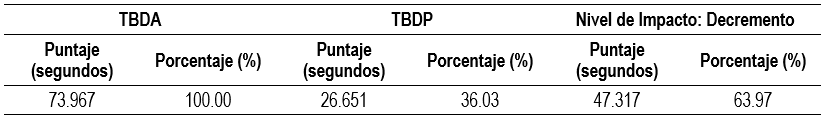 TBDA TBDP Nivel de Impacto: Decremento
Puntaje (segundos) Porcentaje (%) Puntaje (segundos) Porcentaje (%) Puntaje (segundos) Porcentaje (%)
73.967 100.00 26.651 36.03 47.317 63.97